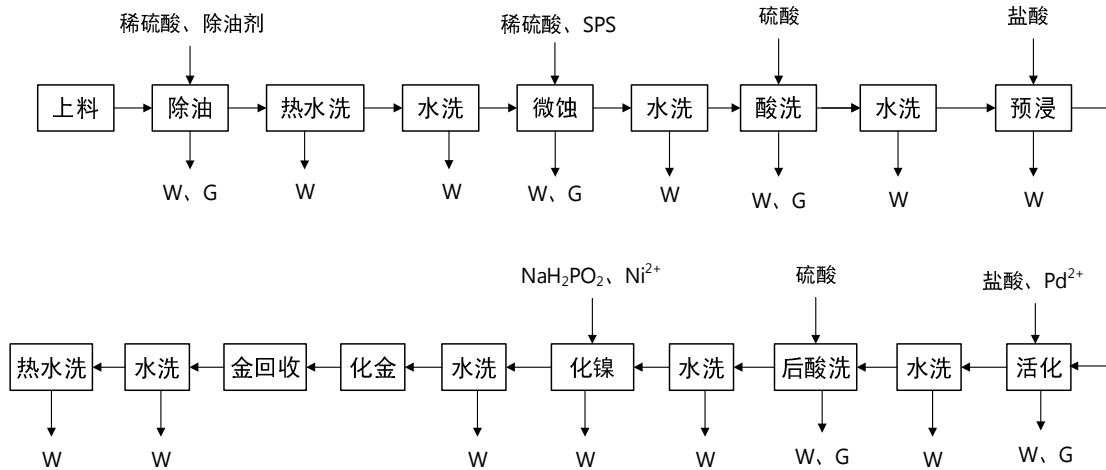 稀硫酸、除油剂 稀硫酸、SPS 硫酸 盐酸
上料 除油 热水洗 水洗 微蚀 水洗 酸洗 水洗 预浸
W、G W W W、G W W、G W W
NaH₂PO₂、Ni²⁺ 硫酸 盐酸、Pd²⁺
热水洗 水洗 金回收 化金 水洗 化镍 水洗 后酸洗 水洗 活化
W W W W W W、G W W、G